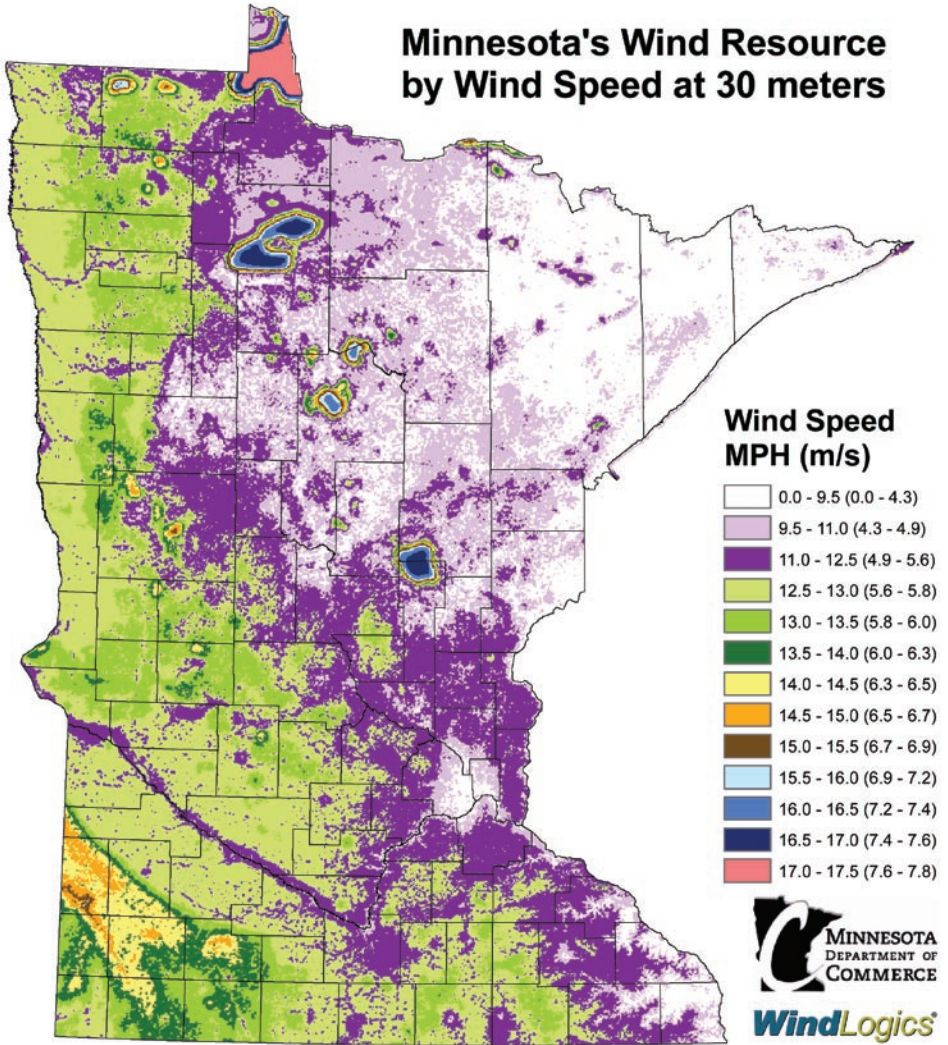 Minnesota's Wind Resource
by Wind Speed at 30 meters
Wind Speed
MPH (m/s)
0.0 - 9.5 (0.0 - 4.3)
9.5 - 11.0 (4.3 - 4.9)
11.0 - 12.5 (4.9 - 5.6)
12.5 - 13.0 (5.6 - 5.8)
13.0 - 13.5 (5.8 - 6.0)
13.5 - 14.0 (6.0 - 6.3)
14.0 - 14.5 (6.3 - 6.5)
14.5 - 15.0 (6.5 - 6.7)
15.0 - 15.5 (6.7 - 6.9)
15.5 - 16.0 (6.9 - 7.2)
16.0 - 16.5 (7.2 - 7.4)
16.5 - 17.0 (7.4 - 7.6)
17.0 - 17.5 (7.6 - 7.8)
MINNESOTA
DEPARTMENT OF
COMMERCE
WindLogics